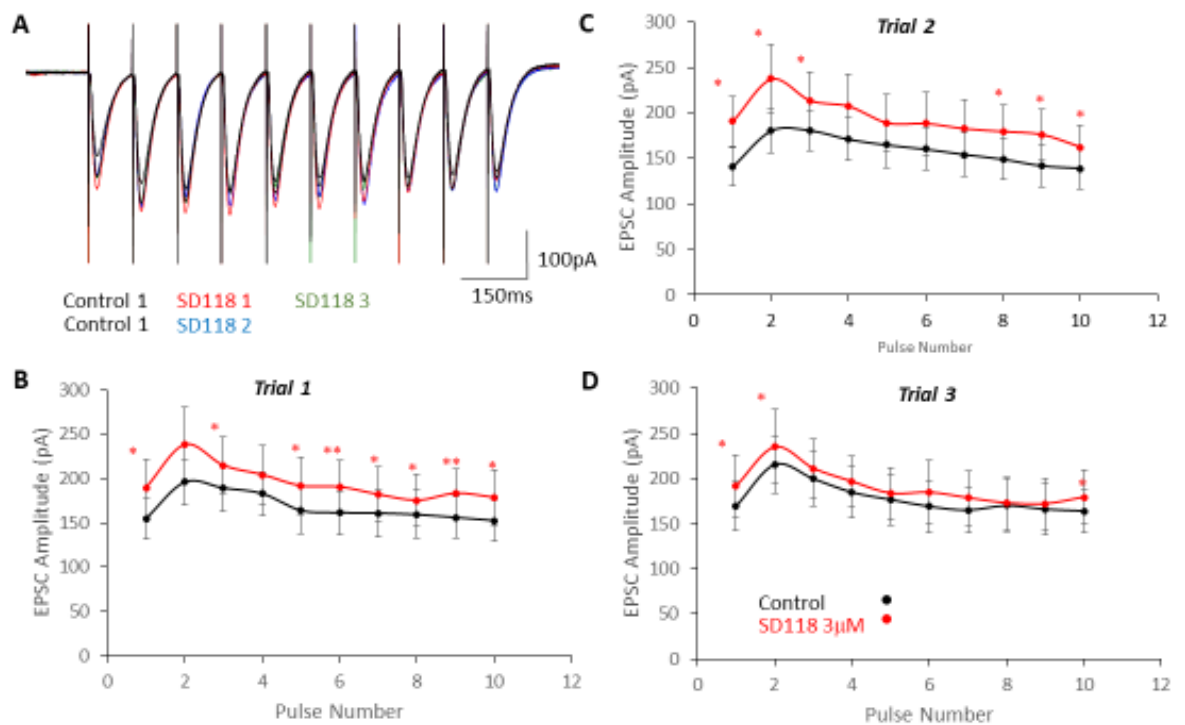 A
100pA
150ms
Control 1 SD118 1 SD118 3
Control 1 SD118 2
B
Trial 1
300
250
200
150
100
50
0
EPSC Amplitude (pA)
* * * ** * * ** *
0 2 4 6 8 10 12
Pulse Number
C
Trial 2
300
250
200
150
100
50
0
EPSC Amplitude (pA)
* * * * * *
0 2 4 6 8 10 12
Pulse Number
D
Trial 3
300
250
200
150
100
50
0
EPSC Amplitude (pA)
* * *
Control
SD118 3μM
0 2 4 6 8 10 12
Pulse Number